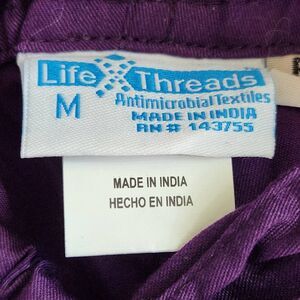 Life Threads
M
Antimicrobial Textiles
MADE IN INDIA
RN# 143755
MADE IN INDIA
HECHO EN INDIA